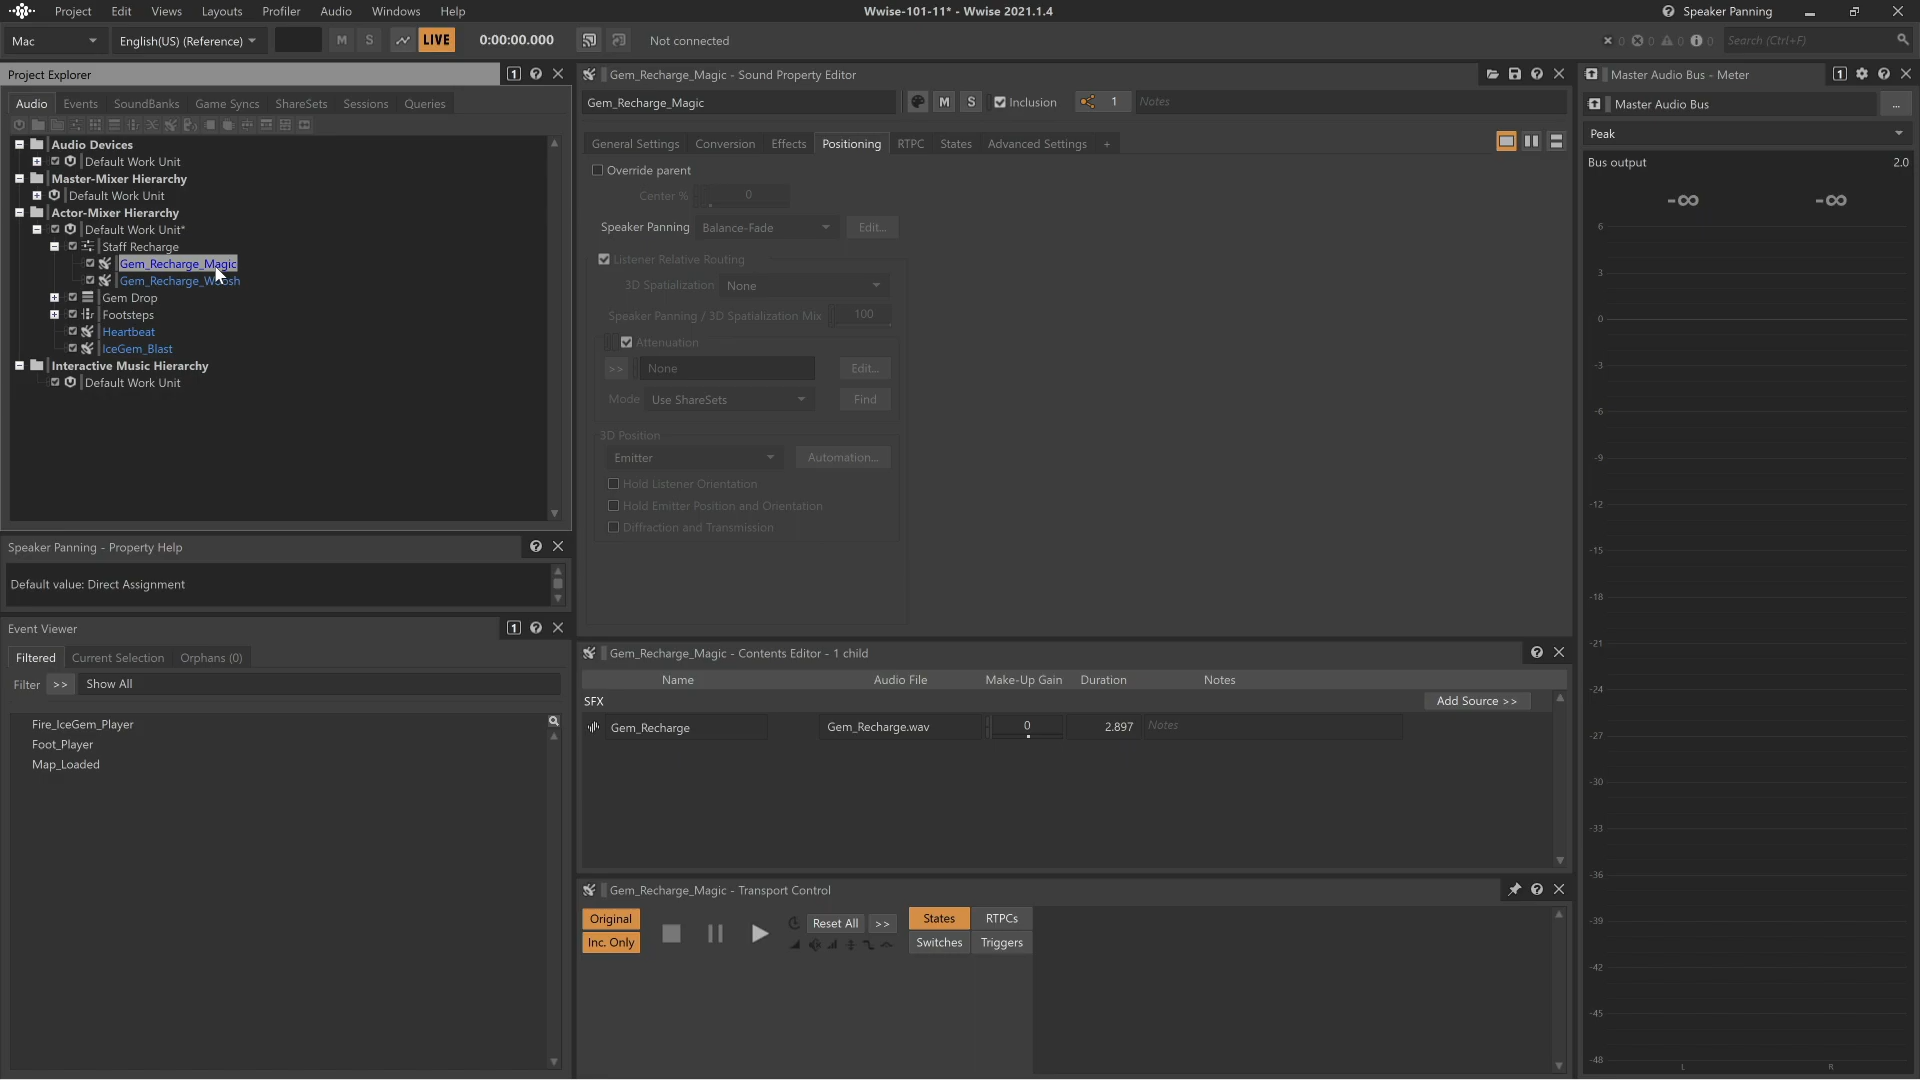 Project Edit Views Layouts Profiler Audio Windows Help
Wwise-101-11* - Wwise 2021.1.4
Speaker Panning
Mac
English(US) (Reference)
M S
LIVE
0:00:00.000
Not connected
0 0 0 0
Search (Ctrl+F)
Project Explorer
1
Audio Events SoundBanks Game Syncs ShareSets Sessions Queries
Audio Devices
Default Work Unit
Master-Mixer Hierarchy
Default Work Unit
Actor-Mixer Hierarchy
Default Work Unit*
Staff Recharge
Gem_Recharge_Magic
Gem_Recharge_W
sh
Gem Drop
Footsteps
Heartbeat
IceGem_Blast
Interactive Music Hierarchy
Default Work Unit
Speaker Panning - Property Help
Default value: Direct Assignment
Event Viewer
1
Filtered Current Selection Orphans (0)
Filter >> Show All
Fire_IceGem_Player
Foot_Player
Map_Loaded
Gem_Recharge_Magic - Sound Property Editor
Gem_Recharge_Magic
M S
Inclusion
1
Notes
General Settings Conversion Effects Positioning RTPC States Advanced Settings +
Override parent
Center % 0
Speaker Panning Balance-Fade Edit...
Listener Relative Routing
3D Spatialization None
Speaker Panning / 3D Spatialization Mix 100
Attenuation
>> None Edit...
Mode Use ShareSets Find
3D Position
Emitter Automation...
Hold Listener Orientation
Hold Emitter Position and Orientation
Diffraction and Transmission
Gem_Recharge_Magic - Contents Editor - 1 child
Name Audio File Make-Up Gain Duration Notes
SFX
Add Source >>
Gem_Recharge Gem_Recharge.wav 0 2.897 Notes
Gem_Recharge_Magic - Transport Control
Original
Inc. Only
Reset All >>
States RTPCs
Switches Triggers
Master Audio Bus - Meter
1
Master Audio Bus
...
Peak
Bus output 2.0
-∞ -∞
6
3
0
-3
-6
-9
-12
-15
-18
-21
-24
-27
-30
-33
-36
-39
-42
-45
-48
L R